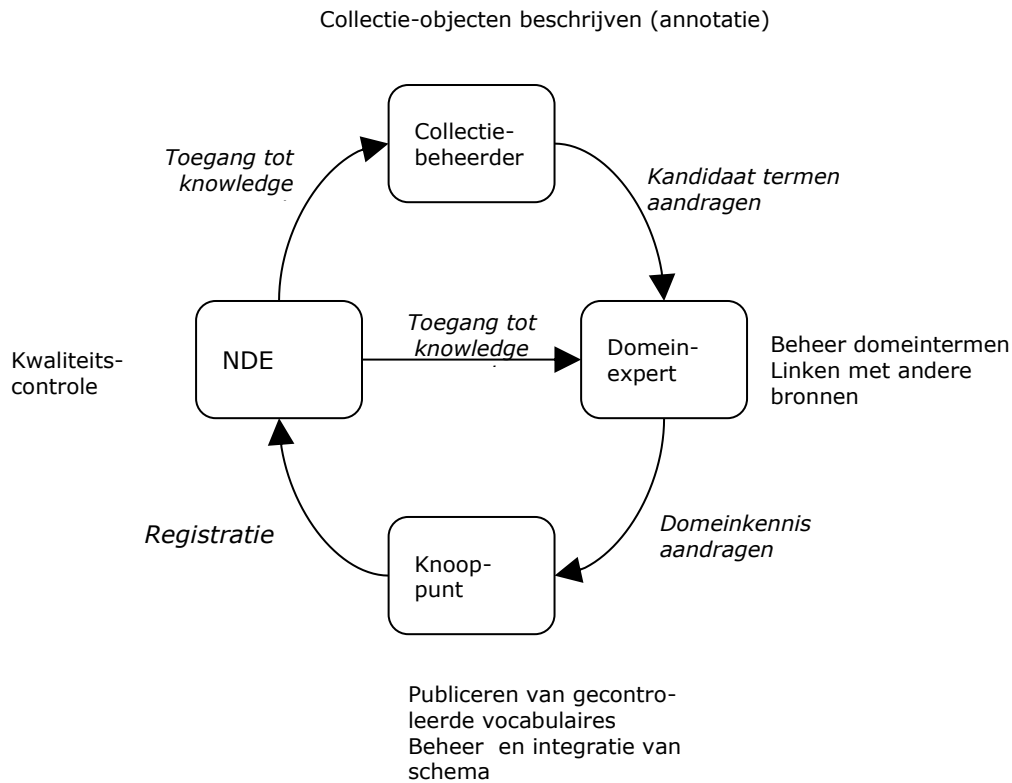 Collectie-objecten beschrijven (annotatie)
Collectie-
beheerder
Toegang tot
knowledge
Kandidaat termen
aandragen
NDE
Toegang tot
knowledge
Domein-
expert
Kwaliteits-
controle
Beheer domeintermen
Linken met andere
bronnen
Registratie
Domeinkennis
aandragen
Knoop-
punt
Publiceren van gecontro-
leerde vocabulaires
Beheer en integratie van
schema